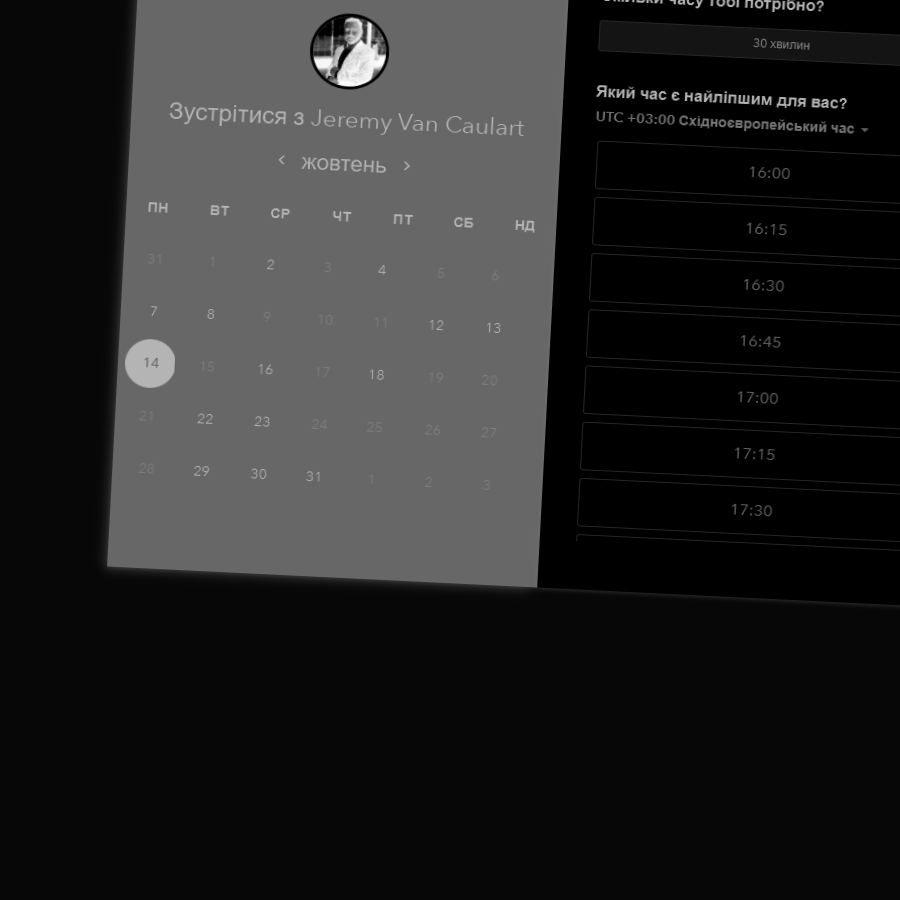 Зустрітися з Jeremy Van Caulart
жовтень
ПН ВТ СР ЧТ ПТ СБ НД
31 1 2 3 4 5 6
7 8 9 10 11 12 13
14 15 16 17 18 19 20
21 22 23 24 25 26 27
28 29 30 31 1 2 3
часу тобі потрібно?
30 хвилин
Який час є найліпшим для вас?
UTC +03:00 Східноєвропейський час
16:00
16:15
16:30
16:45
17:00
17:15
17:30